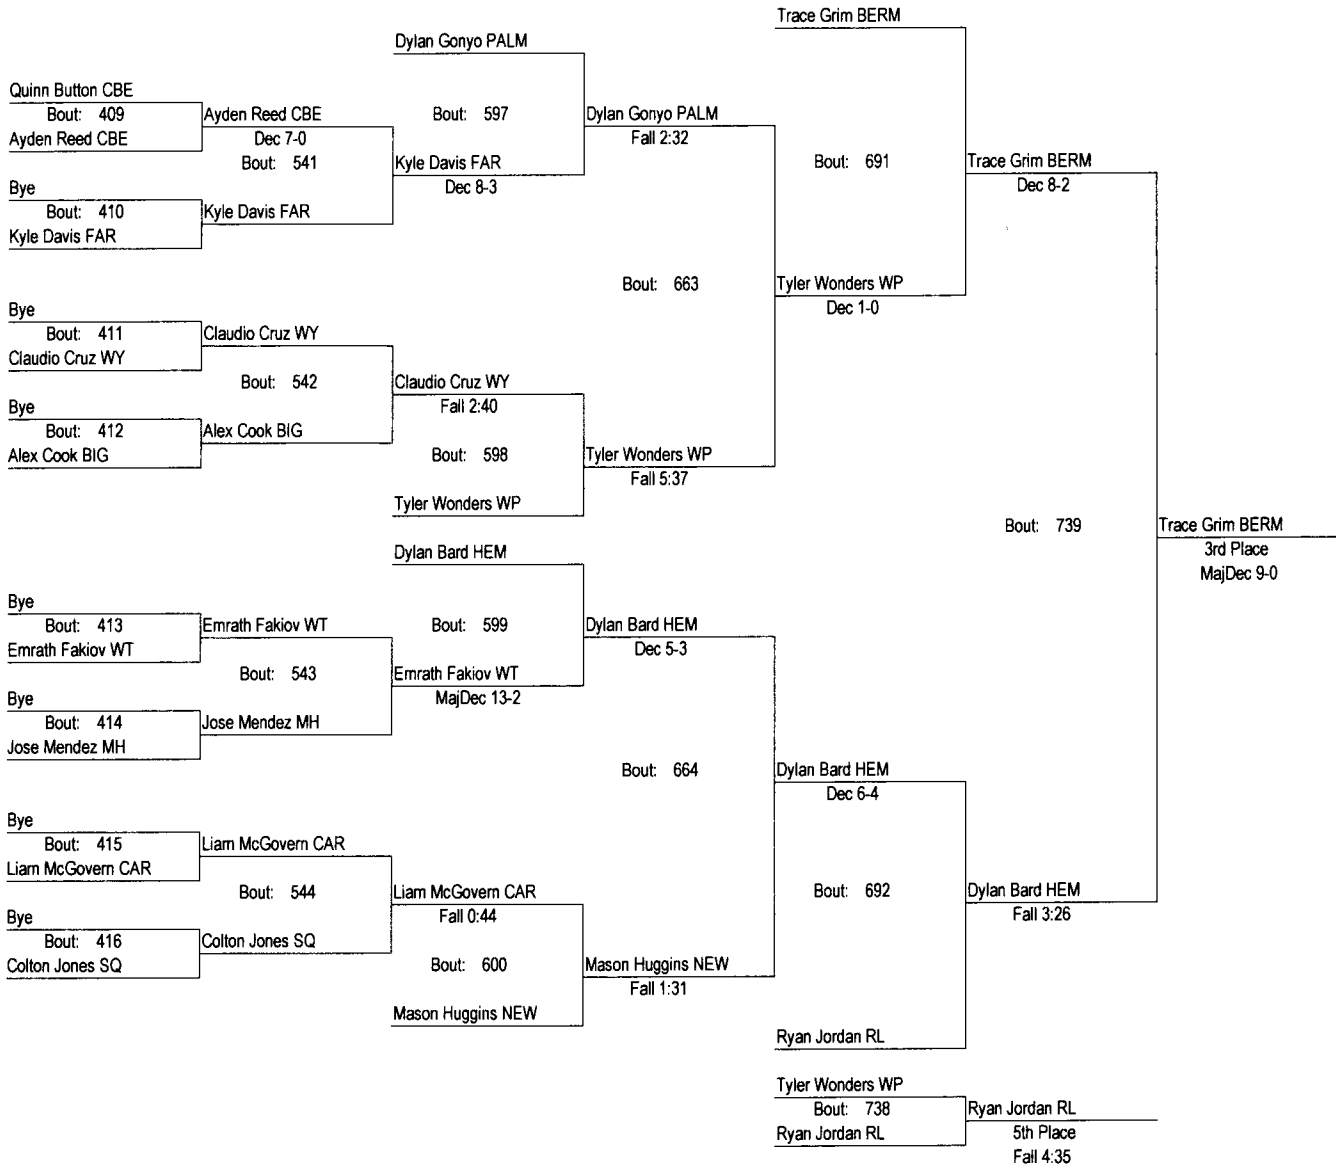 Trace Grim BERM
Dylan Gonyo PALM
Quinn Button CBE
Bout: 409
Ayden Reed CBE
Ayden Reed CBE
Dec 7-0
Bout: 541
Bye
Bout: 410
Kyle Davis FAR
Kyle Davis FAR
Bout: 597
Kyle Davis FAR
Dec 8-3
Dylan Gonyo PALM
Fall 2:32
Bout: 691
Trace Grim BERM
Dec 8-2
Bout: 663
Tyler Wonders WP
Dec 1-0
Bye
Bout: 411
Claudio Cruz WY
Claudio Cruz WY
Bout: 542
Bye
Bout: 412
Alex Cook BIG
Alex Cook BIG
Claudio Cruz WY
Fall 2:40
Bout: 598
Tyler Wonders WP
Tyler Wonders WP
Fall 5:37
Bout: 739
Trace Grim BERM
3rd Place
MajDec 9-0
Dylan Bard HEM
Bye
Bout: 413
Emrath Fakiov WT
Emrath Fakiov WT
Bout: 543
Bye
Bout: 414
Jose Mendez MH
Jose Mendez MH
Bout: 599
Emrath Fakiov WT
MajDec 13-2
Dylan Bard HEM
Dec 5-3
Bout: 664
Dylan Bard HEM
Dec 6-4
Bye
Bout: 415
Liam McGovern CAR
Liam McGovern CAR
Bout: 544
Bye
Bout: 416
Colton Jones SQ
Colton Jones SQ
Liam McGovern CAR
Fall 0:44
Bout: 600
Mason Huggins NEW
Mason Huggins NEW
Fall 1:31
Bout: 692
Dylan Bard HEM
Fall 3:26
Ryan Jordan RL
Tyler Wonders WP
Bout: 738
Ryan Jordan RL
Ryan Jordan RL
5th Place
Fall 4:35